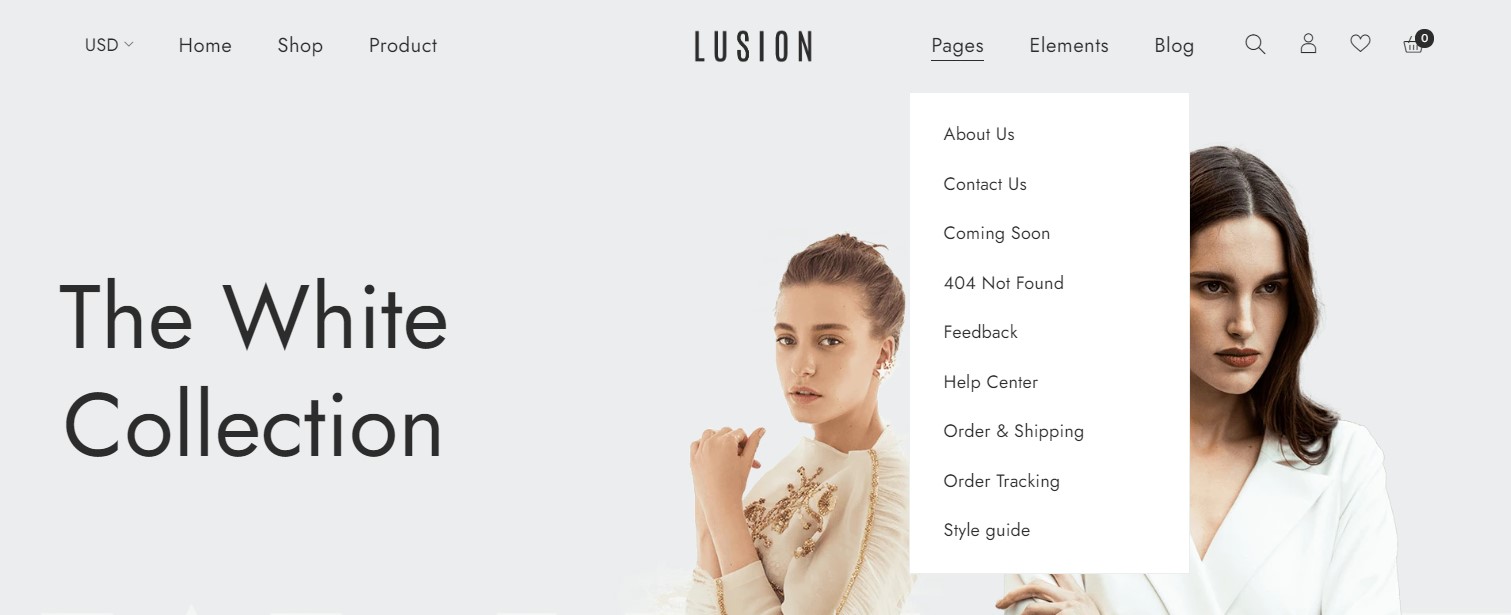 USD Home Shop Product LUSION Pages Elements Blog 0
About Us
Contact Us
Coming Soon
404 Not Found
Feedback
Help Center
Order & Shipping
Order Tracking
Style guide
The White
Collection